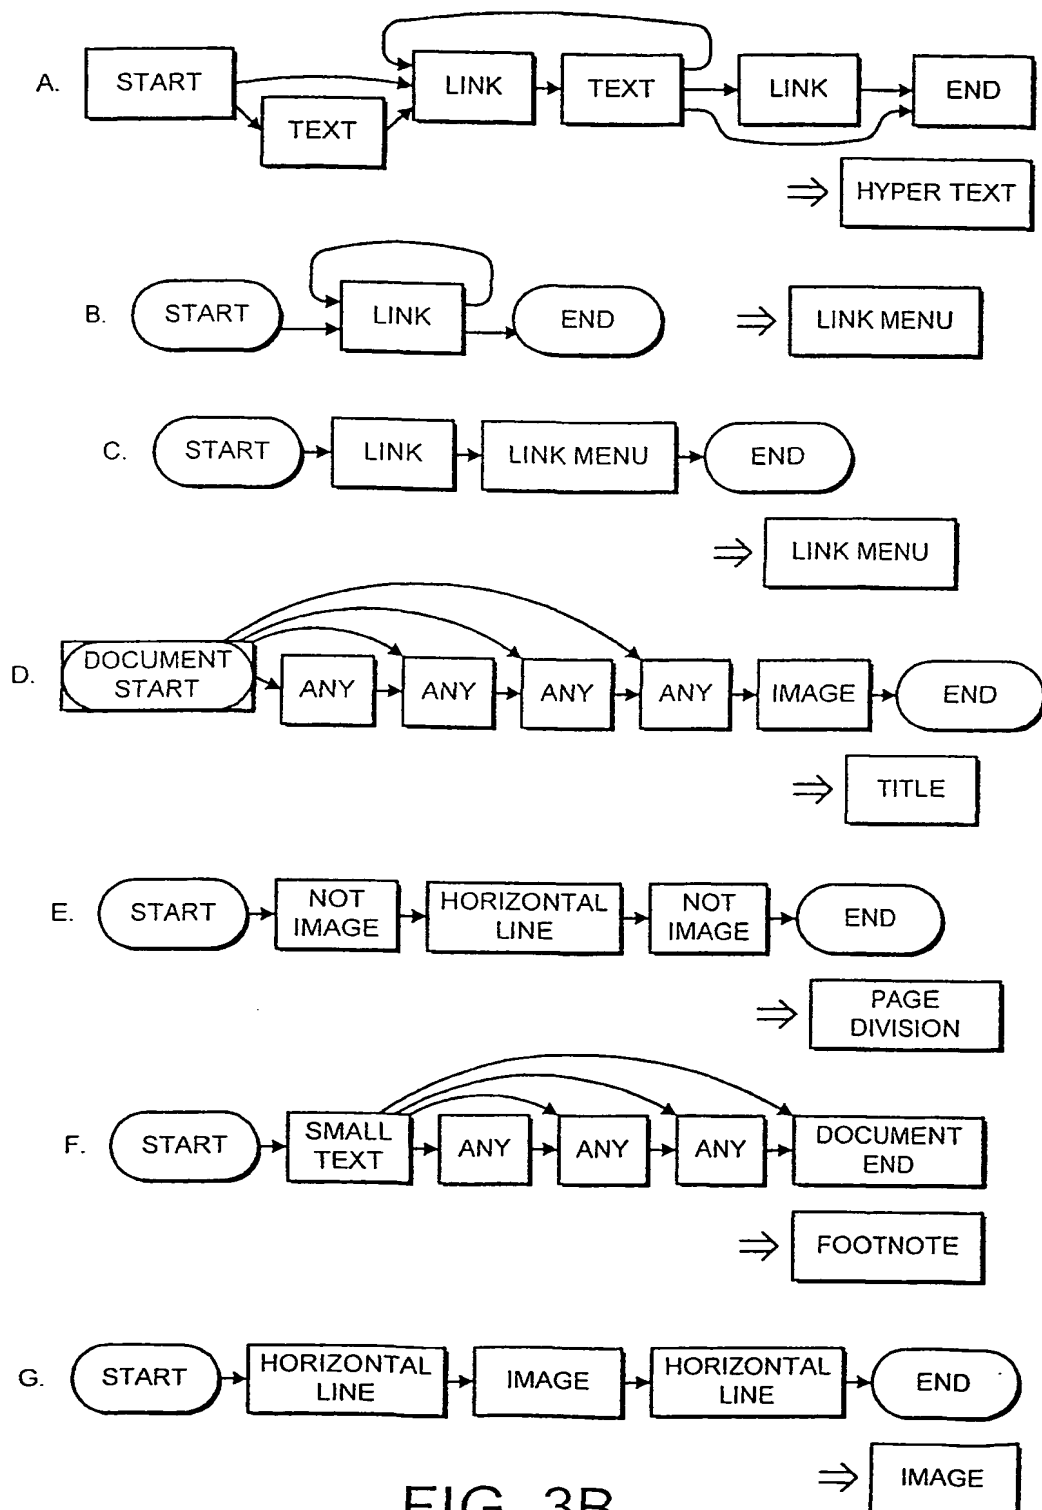 A. START TEXT LINK TEXT LINK END
HYPER TEXT
B. START LINK END LINK MENU
C. START LINK LINK MENU END
LINK MENU
D. DOCUMENT START ANY ANY ANY ANY IMAGE END
TITLE
E. START NOT IMAGE HORIZONTAL LINE NOT IMAGE END
PAGE DIVISION
F. START SMALL TEXT ANY ANY ANY DOCUMENT END
FOOTNOTE
G. START HORIZONTAL LINE IMAGE HORIZONTAL LINE END
IMAGE
FIG. 3B